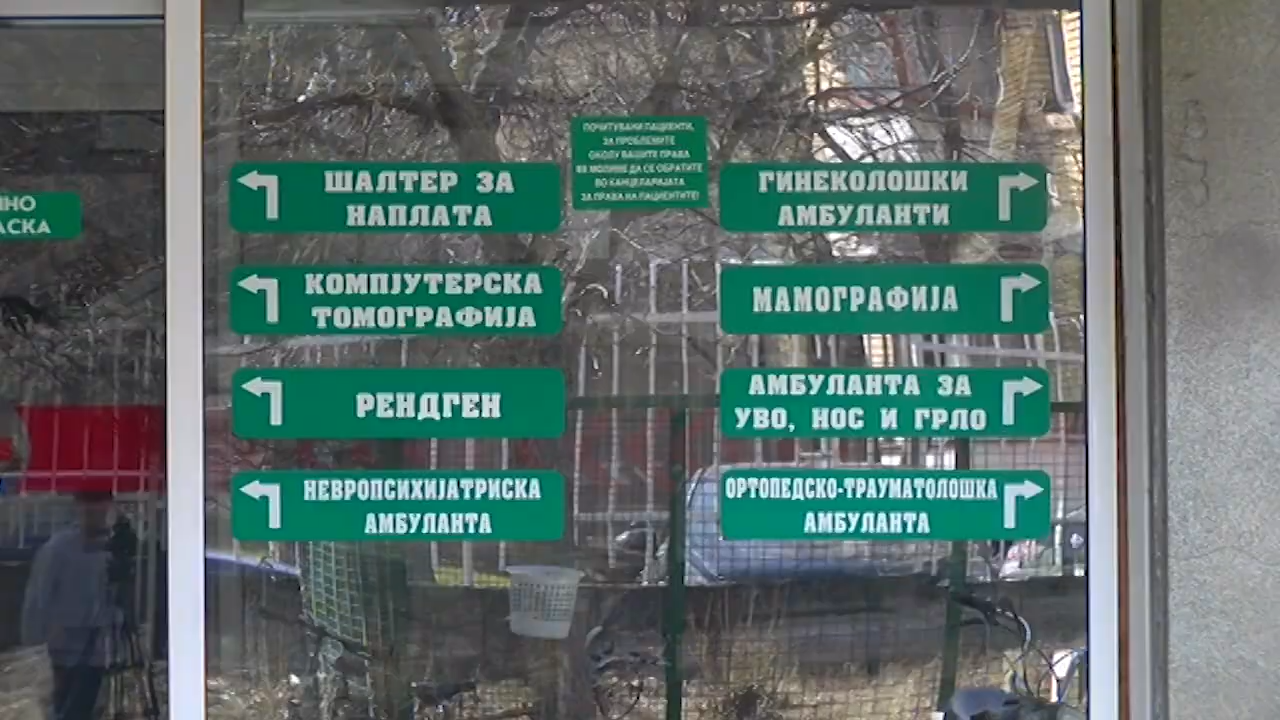 ШАЛТЕР ЗА
НАПЛАТА
КОМПЈУТЕРСКА
ТОМОГРАФИЈА
РЕНДГЕН
НЕВРОПСИХИЈАТРИСКА
АМБУЛАНТА
ПОЧИТУВАНИ ПАЦИЕНТИ,
ЗА ПРОБЛЕМИТЕ
ОКОЛУ ВАШИТЕ ПРАВА
ВЕ МОЛИМЕ ДА СЕ ОБРАТИТЕ
ВО КАНЦЕЛАРИЈАТА
ЗА ПРАВА НА ПАЦИЕНТИТЕ!
ГИНЕКОЛОШКИ
АМБУЛАНТИ
МАМОГРАФИЈА
АМБУЛАНТА ЗА
УВО, НОС И ГРЛО
ОРТОПЕДСКО-ТРАУМАТОЛОШКА
АМБУЛАНТА